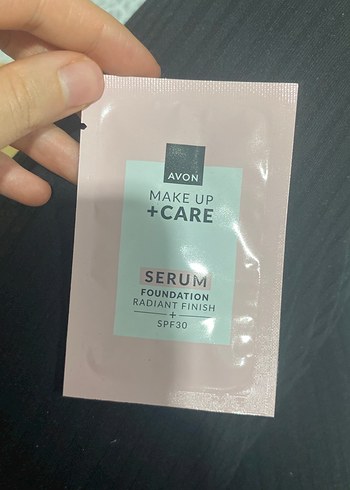 AVON
MAKE UP
+CARE
SERUM
FOUNDATION
RADIANT FINISH
+
SPF30